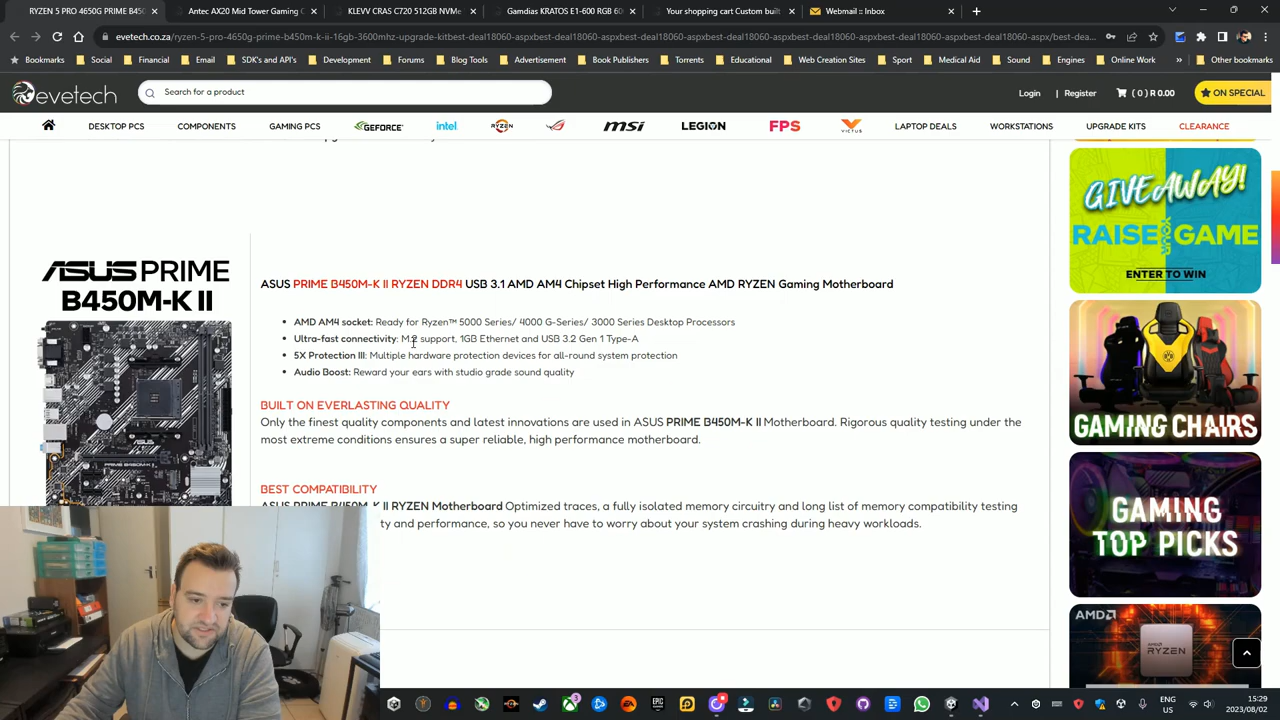 RYZEN 5 PRO 4650G PRIME B45
Antec AX20 Mid Tower Gaming C
KLEVV CRAS C720 512GB NVMe
Gamdias KRATOS E1-600 RGB 60
Your shopping cart Custom built
Webmail :: Inbox
evetech.co.za/ryzen-5-pro-4650g-prime-b450m-k-ii-16gb-3600mhz-upgrade-kitbest-deal18060-aspxbest-deal18060-aspxbest-deal18060-aspxbest-deal18060-aspxbest-deal18060-aspxbest-deal18060-aspx/best-dea...
Bookmarks Social Financial Email SDK's and API's Development Forums Blog Tools Advertisement Book Publishers Torrents Educational Web Creation Sites Sport Medical Aid Sound Engines Online Work Other bookmarks
evetech
Search for a product
Login | Register ( 0 ) R 0.00 ON SPECIAL
DESKTOP PCS COMPONENTS GAMING PCS GEFORCE intel RYZEN msi LEGION FPS VICTUS LAPTOP DEALS WORKSTATIONS UPGRADE KITS CLEARANCE
GIVEAWAY!
RAISE YOUR GAME
ENTER TO WIN
ASUS PRIME
B450M-K II
ASUS PRIME B450M-K II RYZEN DDR4 USB 3.1 AMD AM4 Chipset High Performance AMD RYZEN Gaming Motherboard
AMD AM4 socket: Ready for Ryzen™ 5000 Series/ 4000 G-Series/ 3000 Series Desktop Processors
Ultra-fast connectivity: M.2 support, 1GB Ethernet and USB 3.2 Gen 1 Type-A
5X Protection III: Multiple hardware protection devices for all-round system protection
Audio Boost: Reward your ears with studio grade sound quality
BUILT ON EVERLASTING QUALITY
Only the finest quality components and latest innovations are used in ASUS PRIME B450M-K II Motherboard. Rigorous quality testing under the
most extreme conditions ensures a super reliable, high performance motherboard.
BEST COMPATIBILITY
ASUS PRIME B450M-K II RYZEN Motherboard Optimized traces, a fully isolated memory circuitry and long list of memory compatibility testing
ty and performance, so you never have to worry about your system crashing during heavy workloads.
PRIME B450M-K II
GAMING CHAIRS
GAMING
TOP PICKS
AMD
RYZEN
3
ENG
US
15:29
2023/08/02